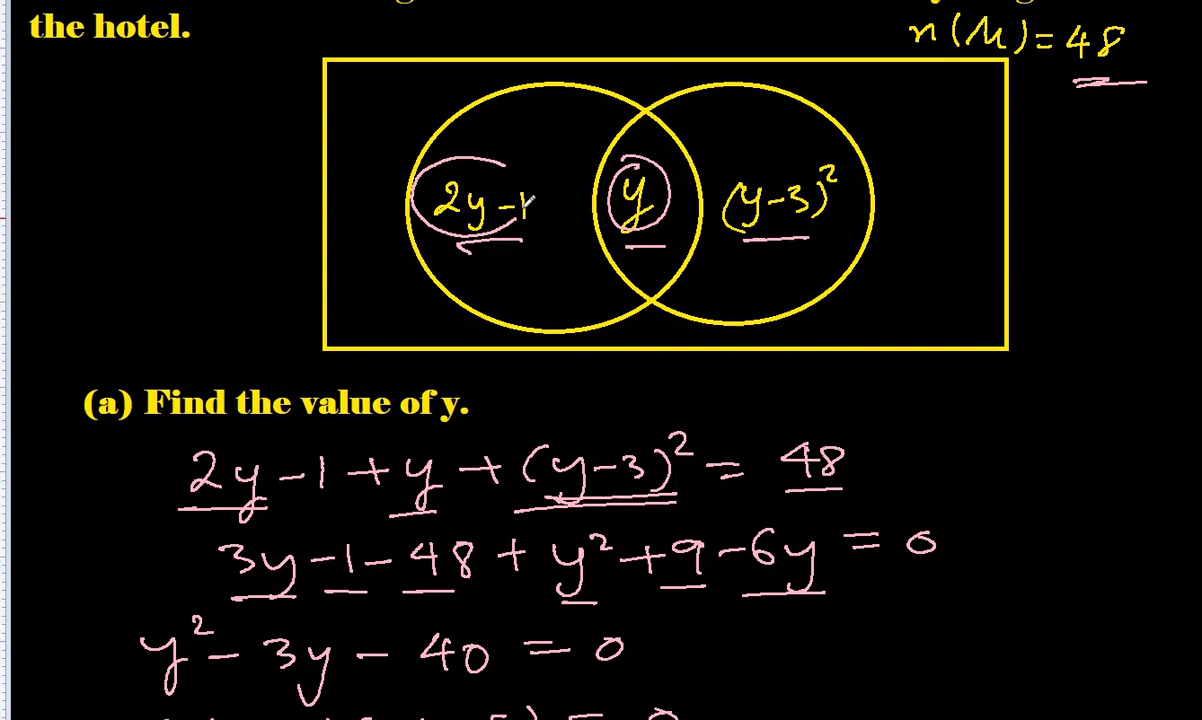 the hotel.
n(μ)=48
2y-1 y (y-3)²
(a) Find the value of y.
2y-1+y+(y-3)²=48
3y-1-48+y²+9-6y=0
y²-3y-40=0